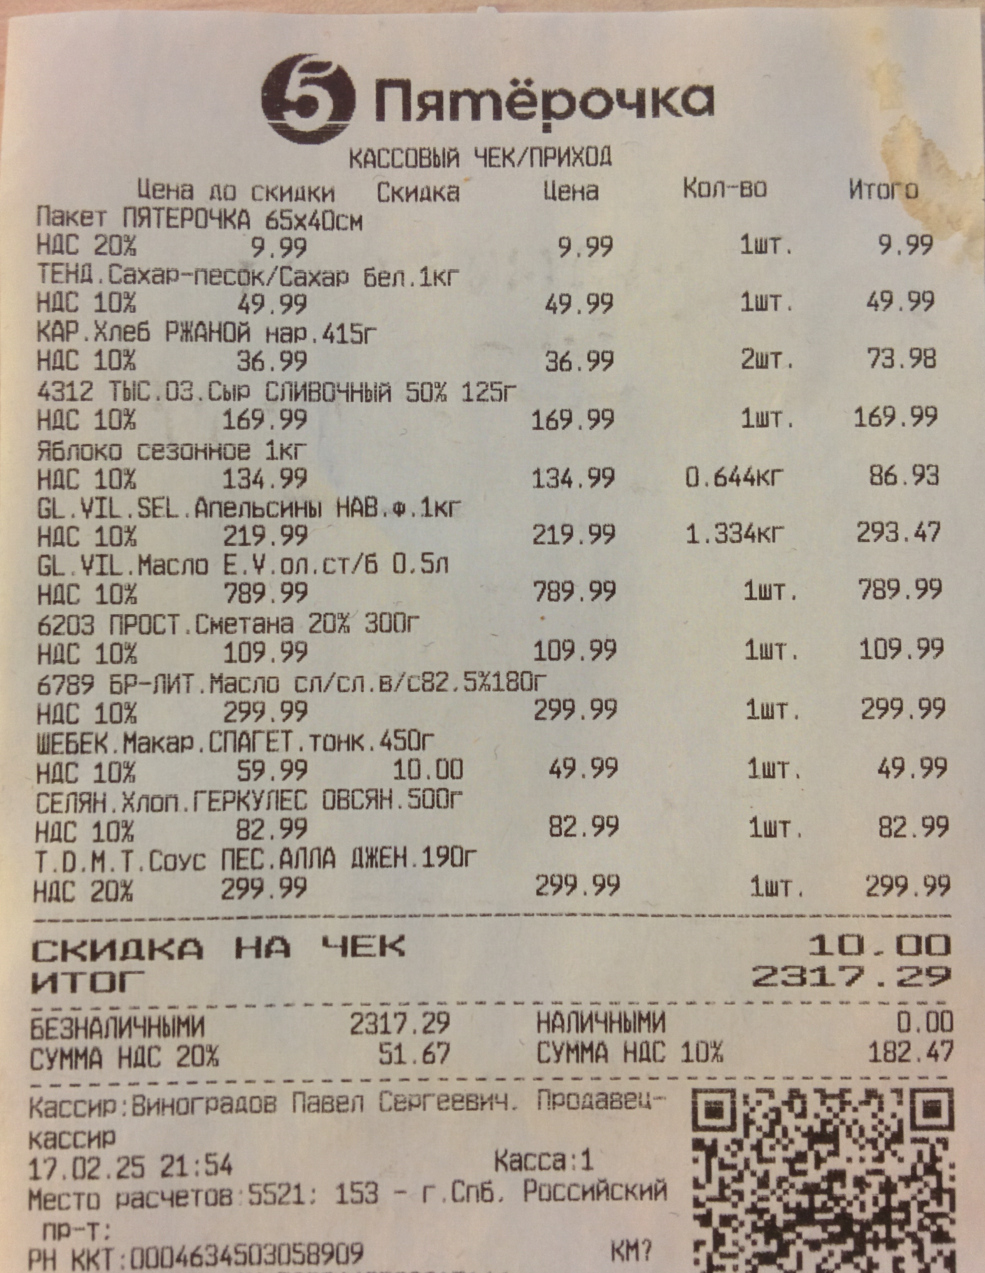 5 Пятёрочка
КАССОВЫЙ ЧЕК/ПРИХОД
Цена до скидки Скидка Цена Кол-во Итого
Пакет ПЯТЕРОЧКА 65х40см
НДС 20% 9.99 9.99 1шт. 9.99
ТЕНД.Сахар-песок/Сахар бел.1кг
НДС 10% 49.99 49.99 1шт. 49.99
КАР.Хлеб РЖАНОЙ нар.415г
НДС 10% 36.99 36.99 2шт. 73.98
4312 ТЫС.ОЗ.Сыр СЛИВОЧНЫЙ 50% 125г
НДС 10% 169.99 169.99 1шт. 169.99
Яблоко сезонное 1кг
НДС 10% 134.99 134.99 0.644кг 86.93
GL.VIL.SEL.Апельсины НАВ.ф.1кг
НДС 10% 219.99 219.99 1.334кг 293.47
GL.VIL.Масло E.V.ол.ст/б 0.5л
НДС 10% 789.99 789.99 1шт. 789.99
6203 ПРОСТ.Сметана 20% 300г
НДС 10% 109.99 109.99 1шт. 109.99
6789 БР-ЛИТ.Масло сл/сл.в/с82.5%180г
НДС 10% 299.99 299.99 1шт. 299.99
ШЕБЕК.Макар.СПАГЕТ.тонк.450г
НДС 10% 59.99 10.00 49.99 1шт. 49.99
СЕЛЯН.Хлоп.ГЕРКУЛЕС ОВСЯН.500г
НДС 10% 82.99 82.99 1шт. 82.99
T.D.M.T.Соус ПЕС.АЛЛА ДЖЕН.190г
НДС 20% 299.99 299.99 1шт. 299.99
СКИДКА НА ЧЕК 10.00
ИТОГ 2317.29
БЕЗНАЛИЧНЫМИ 2317.29 НАЛИЧНЫМИ 0.00
СУММА НДС 20% 51.67 СУММА НДС 10% 182.47
Кассир:Виноградов Павел Сергеевич. Продавец-
кассир
17.02.25 21:54 Касса:1
Место расчетов:5521: 153 - г.Спб, Российский
пр-т:
РН ККТ:0004634503058909 КМ?